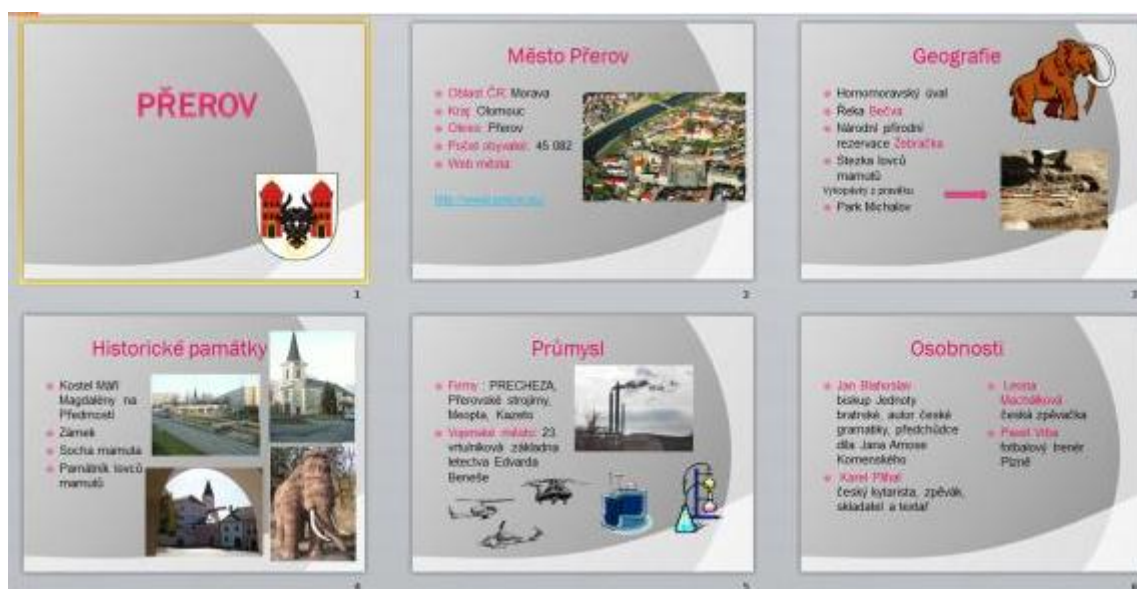 PŘEROV
1
Město Přerov
Oblast ČR: Morava
Kraj: Olomouc
Okres: Přerov
Počet obyvatel: 45 082
Web města:
2
Geografie
Hornomoravský úval
Řeka Bečva
Národní přírodní
rezervace Žebračka
Stezka lovců
mamutů
Vykopávky z pravěku
Park Michalov
3
Historické památky
Kostel Máří
Magdalény na
Předmostí
Zámek
Socha mamuta
Památník lovců
mamutů
4
Průmysl
Firmy : PRECHEZA,
Přerovské strojírny,
Meopta, Kazeto
Vojenské město: 23.
vrtulníková základna
letectva Edvarda
Beneše
5
Osobnosti
Jan Blahoslav
biskup Jednoty
bratrské, autor české
gramatiky, předchůdce
díla Jana Amose
Komenského
Karel Plíhal
český kytarista, zpěvák,
skladatel a textař
Leona
Machálková
česká zpěvačka
Pavel Vrba
fotbalový trenér
Plzně
6